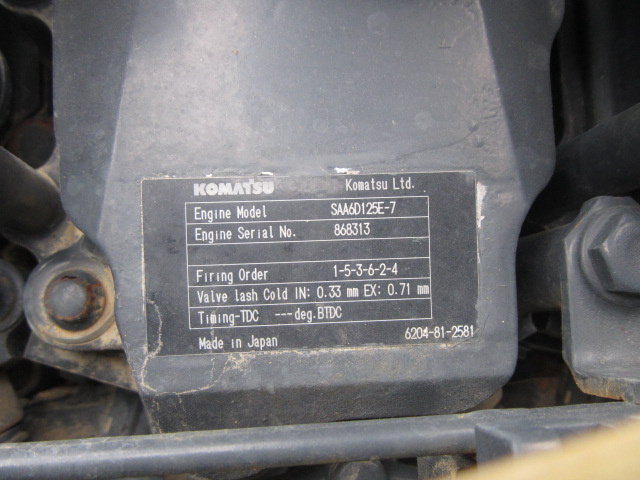 KOMATSU Komatsu Ltd.
Engine Model SAA6D125E-7
Engine Serial No. 868313
Firing Order 1-5-3-6-2-4
Valve lash Cold IN: 0.33 mm EX: 0.71 mm
Timing-TDC ---deg.BTDC
Made in Japan 6204-81-2581